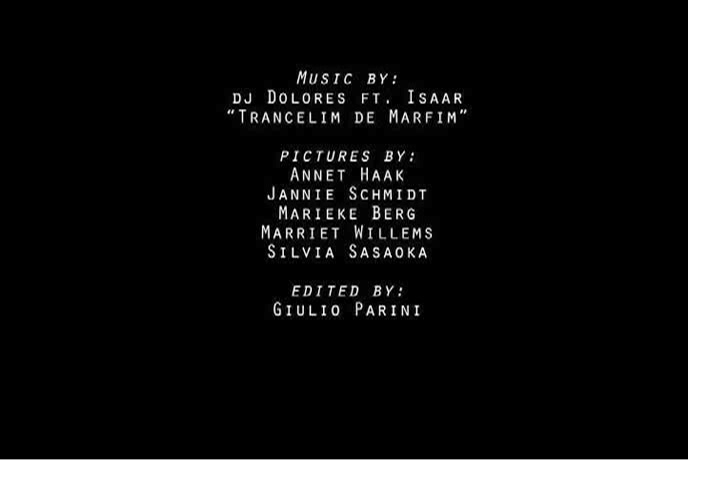 Music by:
dj Dolores ft. Isaar
“Trancelim de Marfim”
pictures by:
Annet Haak
Jannie Schmidt
Marieke Berg
Marriet Willems
Silvia Sasaoka
edited by:
Giulio Parini